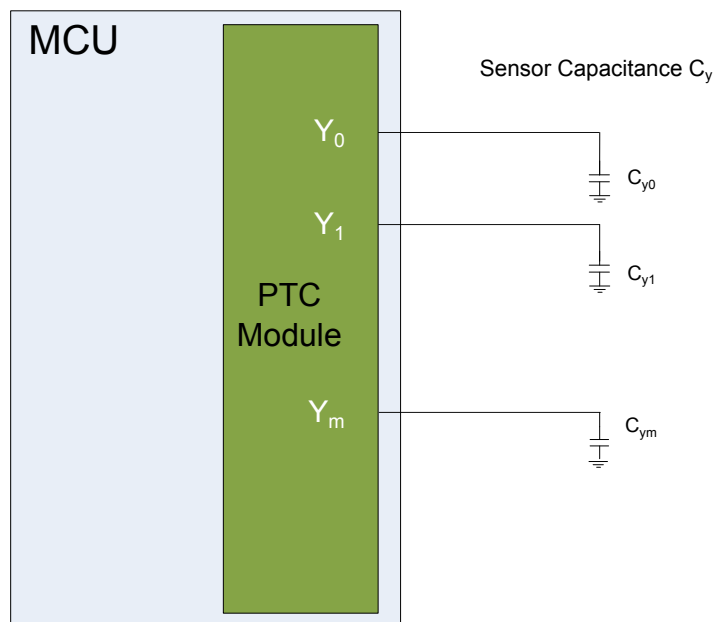 MCU
Sensor Capacitance Cy
Y0
Cy0
Y1
Cy1
PTC
Module
Ym
Cym